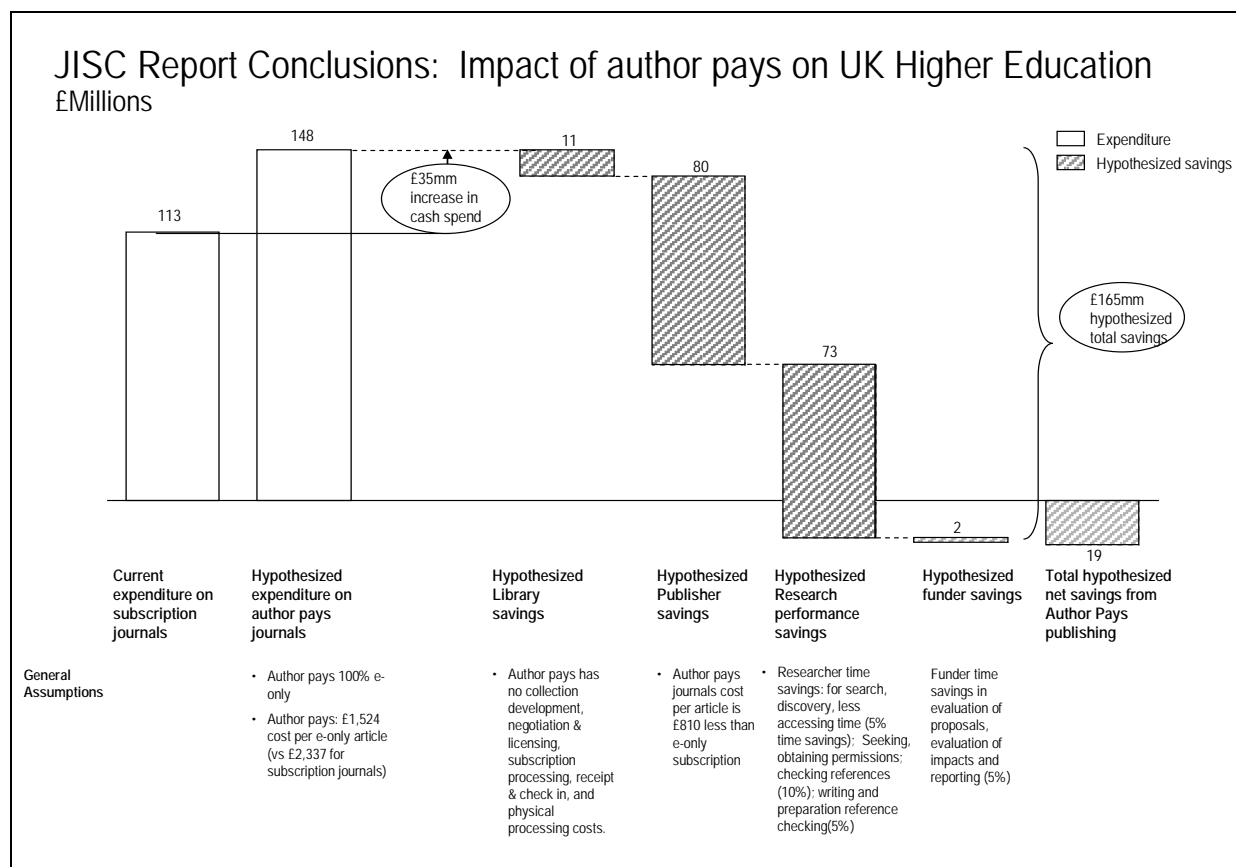 JISC Report Conclusions: Impact of author pays on UK Higher Education
£Millions
148
11
Expenditure
Hypothesized savings
£35mm
increase in
cash spend
80
113
£165mm
hypothesized
total savings
73
2
19
Current
expenditure on
subscription
journals
Hypothesized
expenditure on
author pays
journals
Hypothesized
Library
savings
Hypothesized
Publisher
savings
Hypothesized
Research
performance
savings
Hypothesized
funder savings
Total hypothesized
net savings from
Author Pays
publishing
General
Assumptions
• Author pays 100% e-
only
• Author pays: £1,524
cost per e-only article
(vs £2,337 for
subscription journals)
• Author pays has
no collection
development,
negotiation &
licensing,
subscription
processing, receipt
& check in, and
physical
processing costs.
• Author pays
journals cost
per article is
£810 less than
e-only
subscription
• Researcher time
savings: for search,
discovery, less
accessing time (5%
time savings); Seeking,
obtaining permissions;
checking references
(10%); writing and
preparation reference
checking(5%)
Funder time
savings in
evaluation of
proposals,
evaluation of
impacts and
reporting (5%)